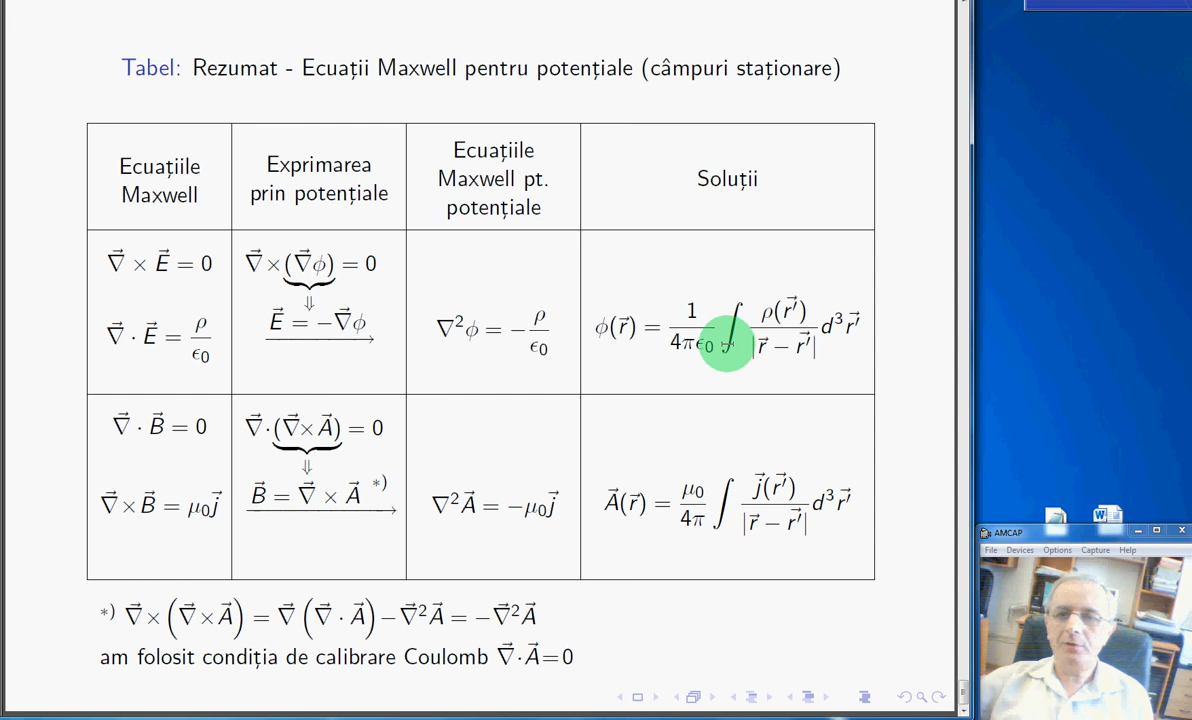 Tabel: Rezumat - Ecuații Maxwell pentru potențiale (câmpuri staționare)
Ecuațiile
Maxwell
Exprimarea
prin potențiale
Ecuațiile
Maxwell pt.
potențiale
Soluții
∇⃗ × E⃗ = 0
∇⃗ · E⃗ = ρ/ϵ₀
∇⃗×(∇⃗ϕ) = 0
⇓
E⃗ = −∇⃗ϕ
∇²ϕ = −ρ/ϵ₀
ϕ(r⃗) = 1/4πϵ₀ ∫ ρ(r⃗′)/|r⃗ − r⃗′| d³r⃗′
∇⃗ · B⃗ = 0
∇⃗×B⃗ = μ₀j⃗
∇⃗·(∇⃗×A⃗) = 0
⇓
B⃗ = ∇⃗ × A⃗ *)
∇²A⃗ = −μ₀j⃗
A⃗(r⃗) = μ₀/4π ∫ j⃗(r⃗′)/|r⃗ − r⃗′| d³r⃗′
*) ∇⃗×(∇⃗×A⃗) = ∇⃗(∇⃗ · A⃗)−∇⃗²A⃗ = −∇⃗²A⃗
am folosit condiția de calibrare Coulomb ∇⃗·A⃗=0
AMCAP
File Devices Options Capture Help